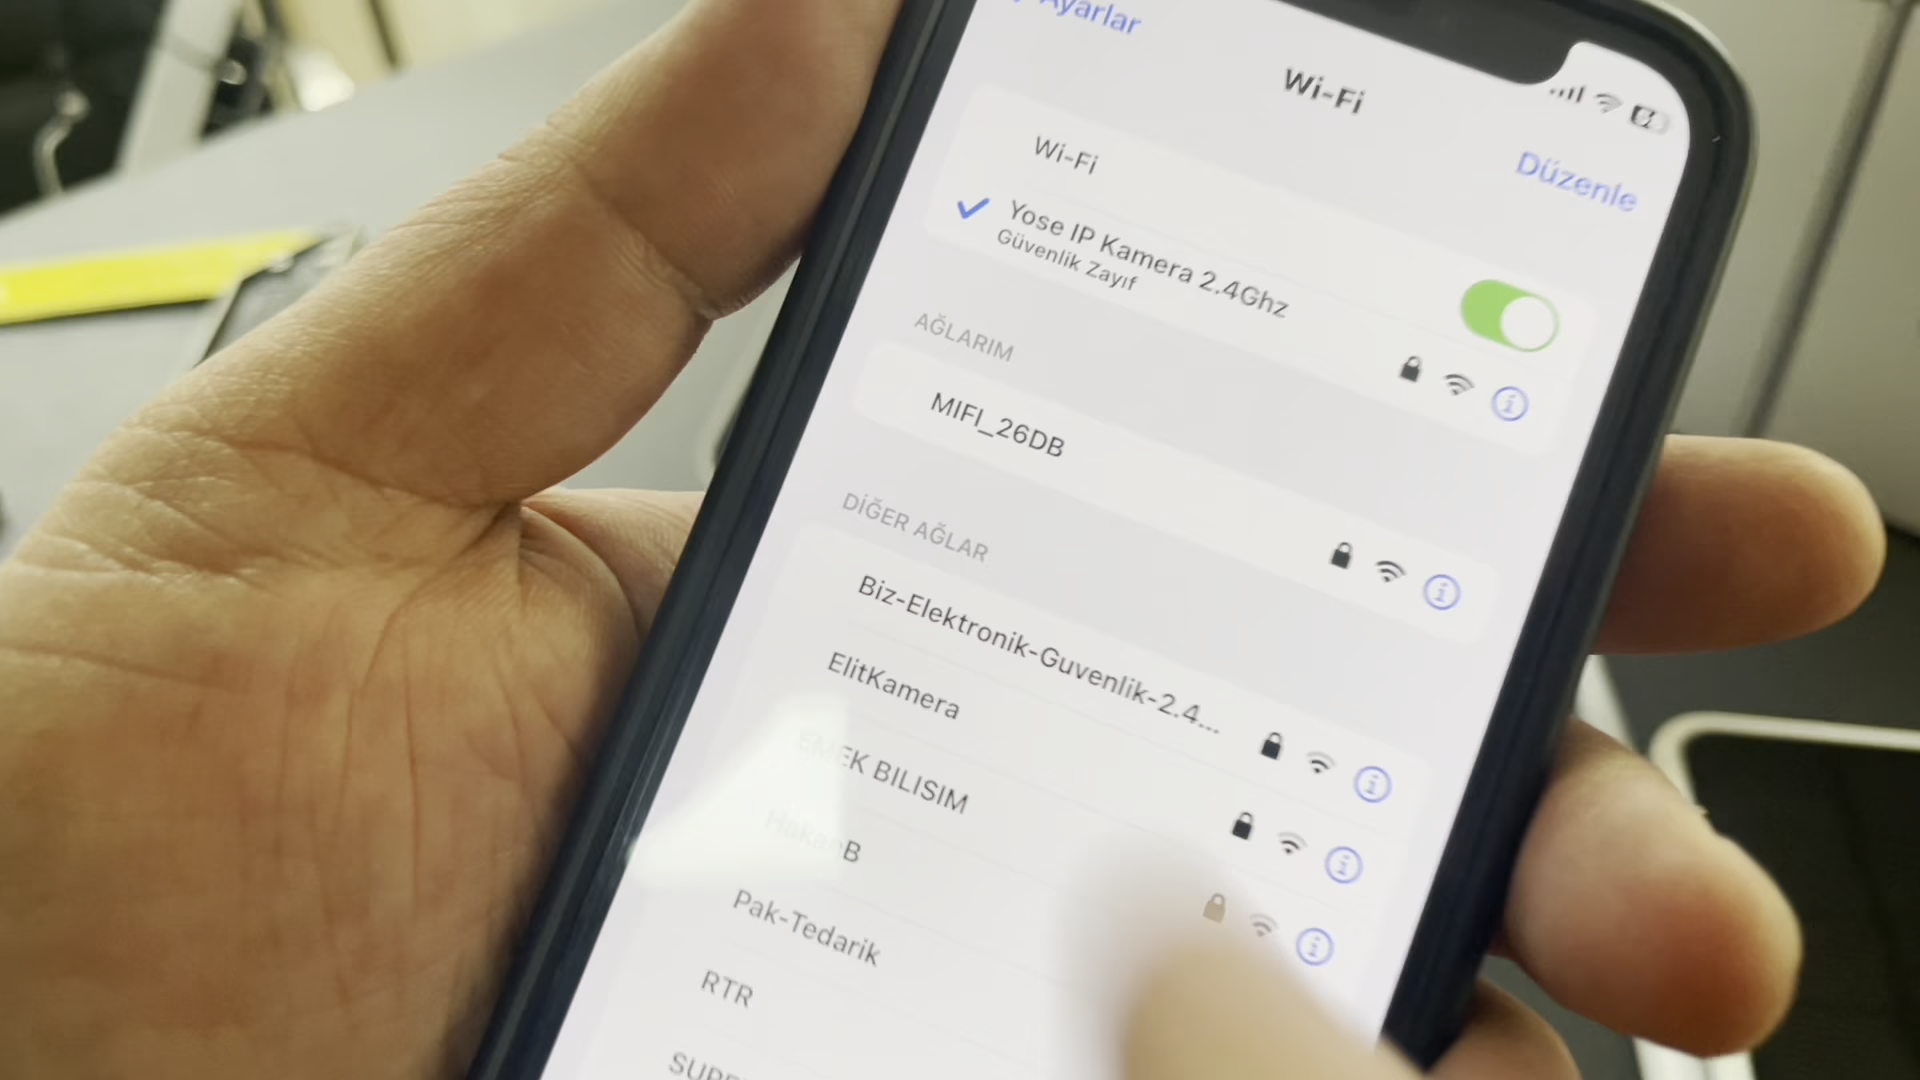 Ayarlar
Wi-Fi
Düzenle
Wi-Fi
Yose IP Kamera 2.4Ghz
Güvenlik Zayıf
AĞLARIM
MIFI_26DB
DİĞER AĞLAR
Biz-Elektronik-Guvenlik-2.4...
ElitKamera
EMEK BILISIM
Pak-Tedarik
RTR